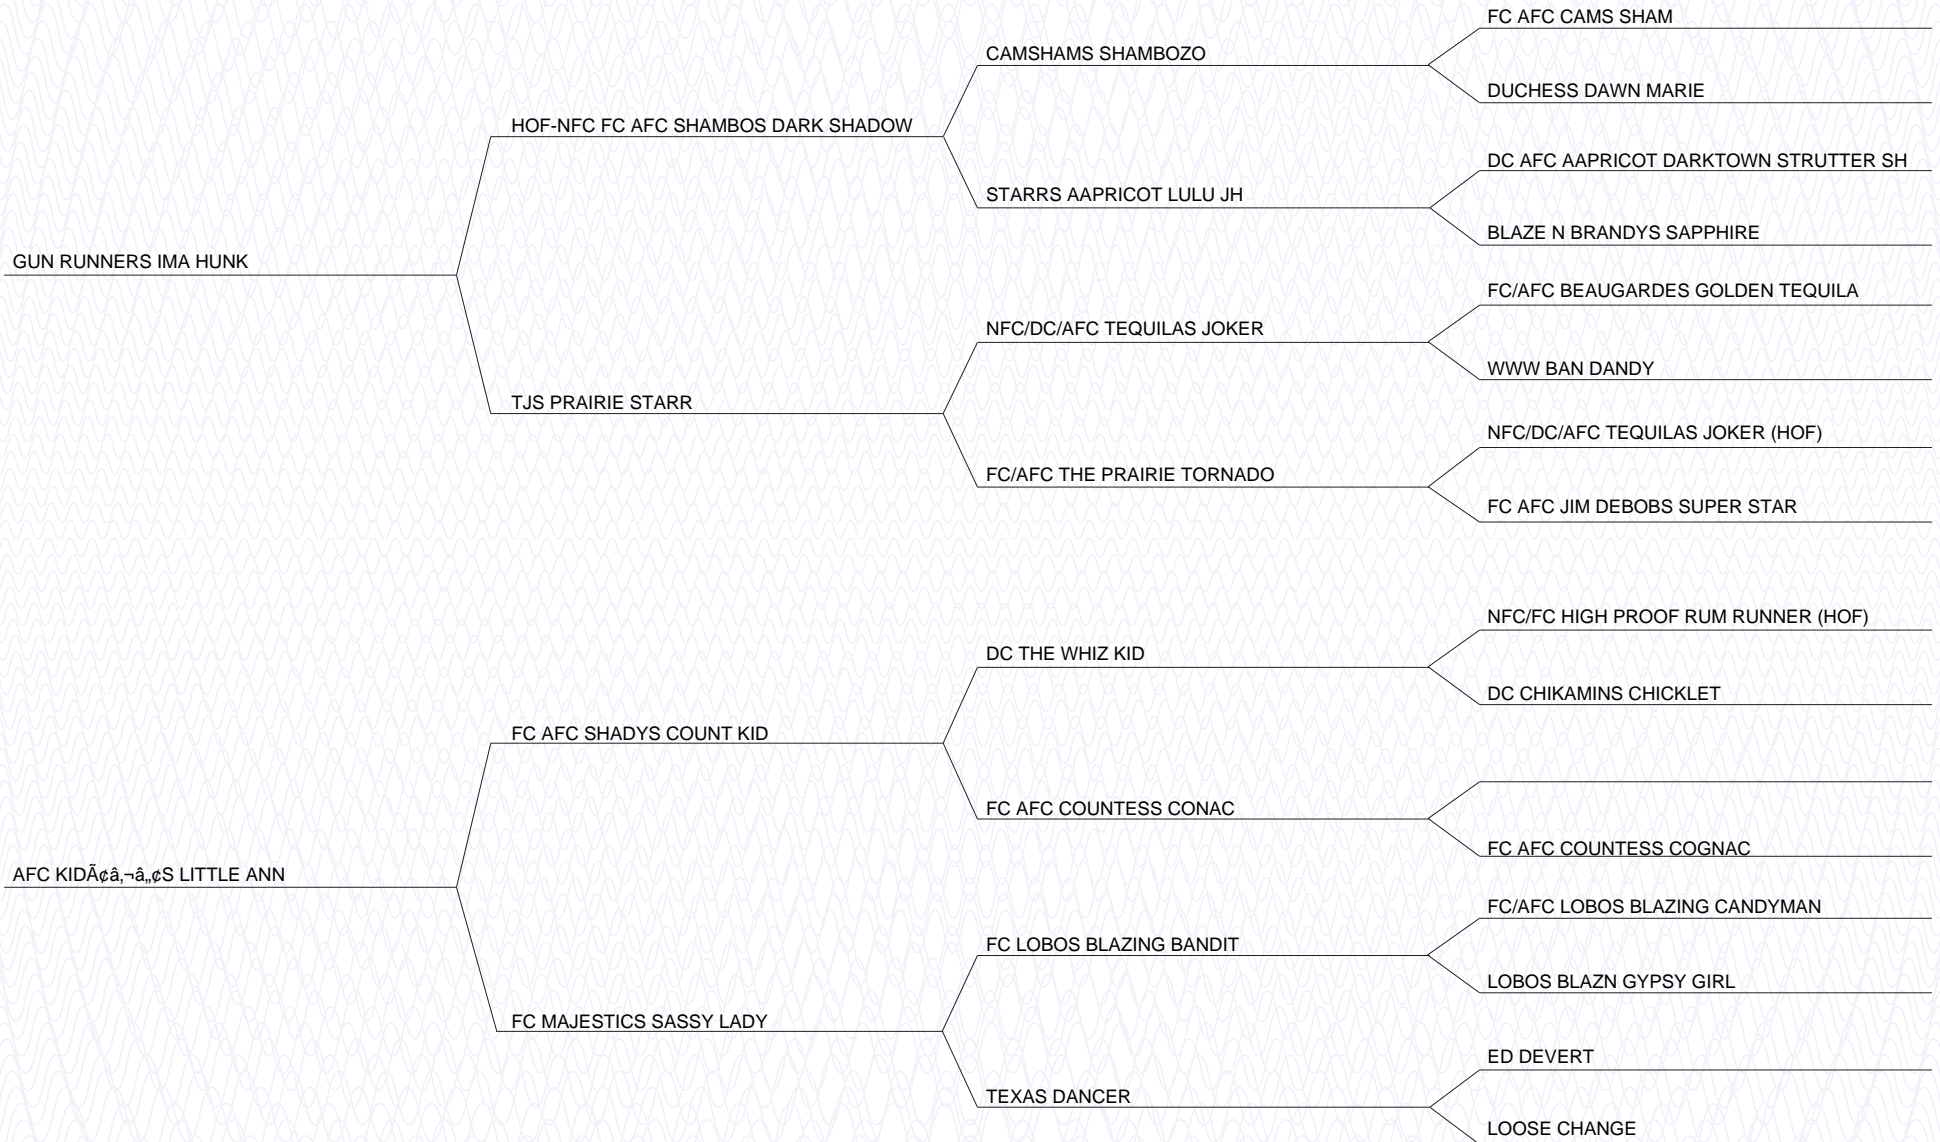 FC AFC CAMS SHAM
CAMSHAMS SHAMBOZO
DUCHESS DAWN MARIE
HOF-NFC FC AFC SHAMBOS DARK SHADOW
DC AFC AAPRICOT DARKTOWN STRUTTER SH
STARRS AAPRICOT LULU JH
BLAZE N BRANDYS SAPPHIRE
GUN RUNNERS IMA HUNK
FC/AFC BEAUGARDES GOLDEN TEQUILA
NFC/DC/AFC TEQUILAS JOKER
WWW BAN DANDY
TJS PRAIRIE STARR
NFC/DC/AFC TEQUILAS JOKER (HOF)
FC/AFC THE PRAIRIE TORNADO
FC AFC JIM DEBOBS SUPER STAR
NFC/FC HIGH PROOF RUM RUNNER (HOF)
DC THE WHIZ KID
DC CHIKAMINS CHICKLET
FC AFC SHADYS COUNT KID
FC AFC COUNTESS CONAC
FC AFC COUNTESS COGNAC
AFC KIDÃ¢â‚¬â„¢S LITTLE ANN
FC/AFC LOBOS BLAZING CANDYMAN
FC LOBOS BLAZING BANDIT
LOBOS BLAZN GYPSY GIRL
FC MAJESTICS SASSY LADY
ED DEVERT
TEXAS DANCER
LOOSE CHANGE